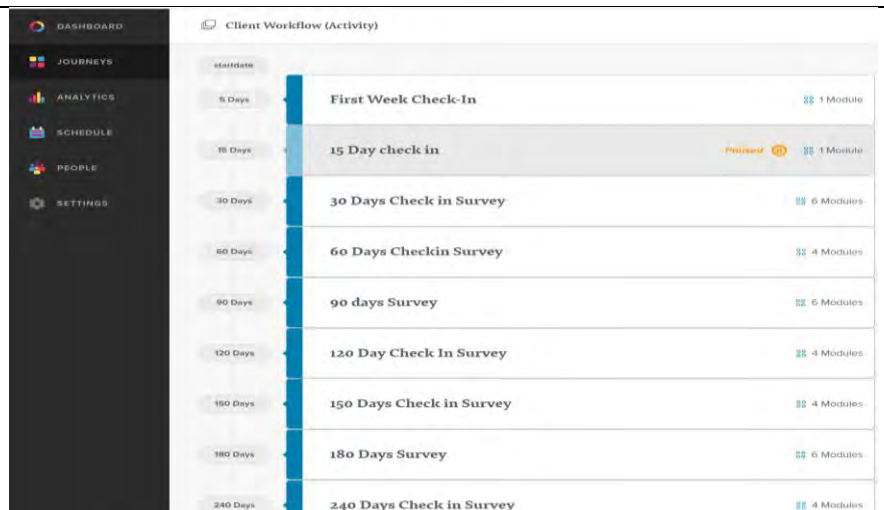 DASHBOARD
Client Workflow (Activity)
JOURNEYS
startdate
ANALYTICS
5 Days
First Week Check-In
1 Module
SCHEDULE
15 Days
15 Day check in
Paused
1 Module
PEOPLE
SETTINGS
30 Days
30 Days Check in Survey
6 Modules
60 Days
60 Days Checkin Survey
4 Modules
90 Days
90 days Survey
6 Modules
120 Days
120 Day Check In Survey
4 Modules
150 Days
150 Days Check in Survey
4 Modules
180 Days
180 Days Survey
6 Modules
240 Days
240 Days Check in Survey
4 Modules